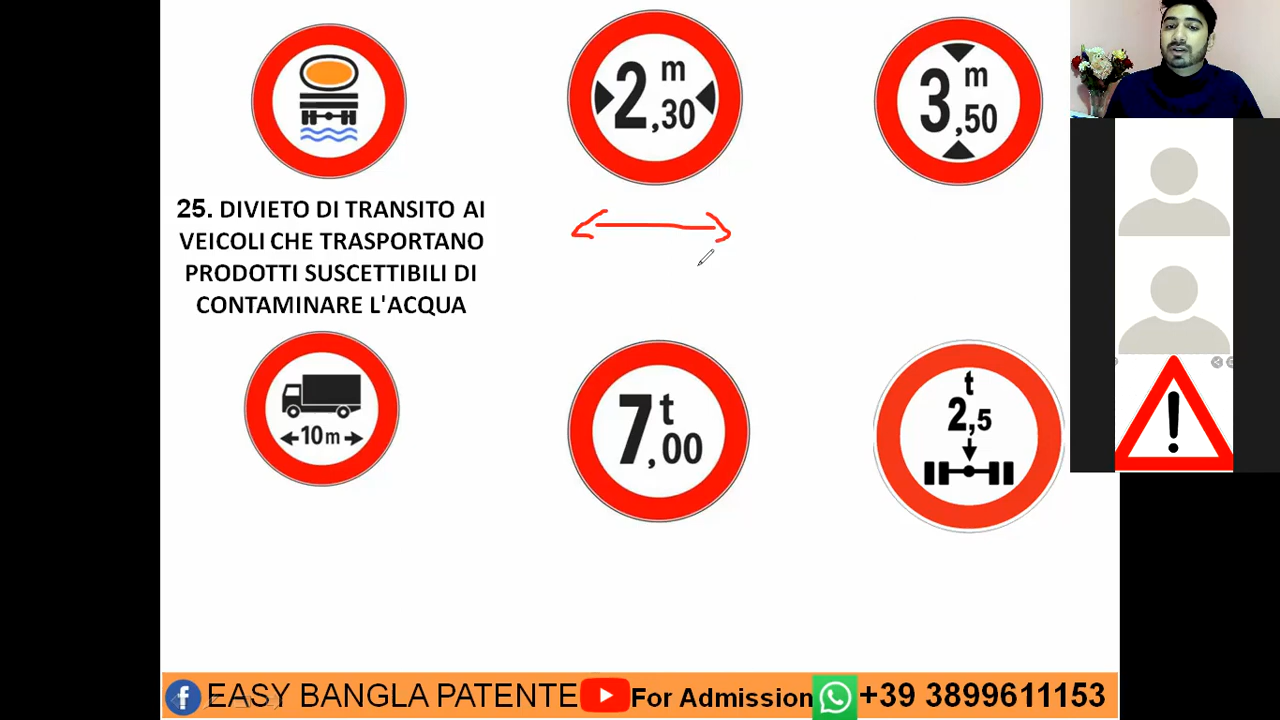 2,30 m
3,50 m
25. DIVIETO DI TRANSITO AI
VEICOLI CHE TRASPORTANO
PRODOTTI SUSCETTIBILI DI
CONTAMINARE L'ACQUA
10m
7,00 t
t
2,5
!
EASY BANGLA PATENTE For Admission +39 3899611153